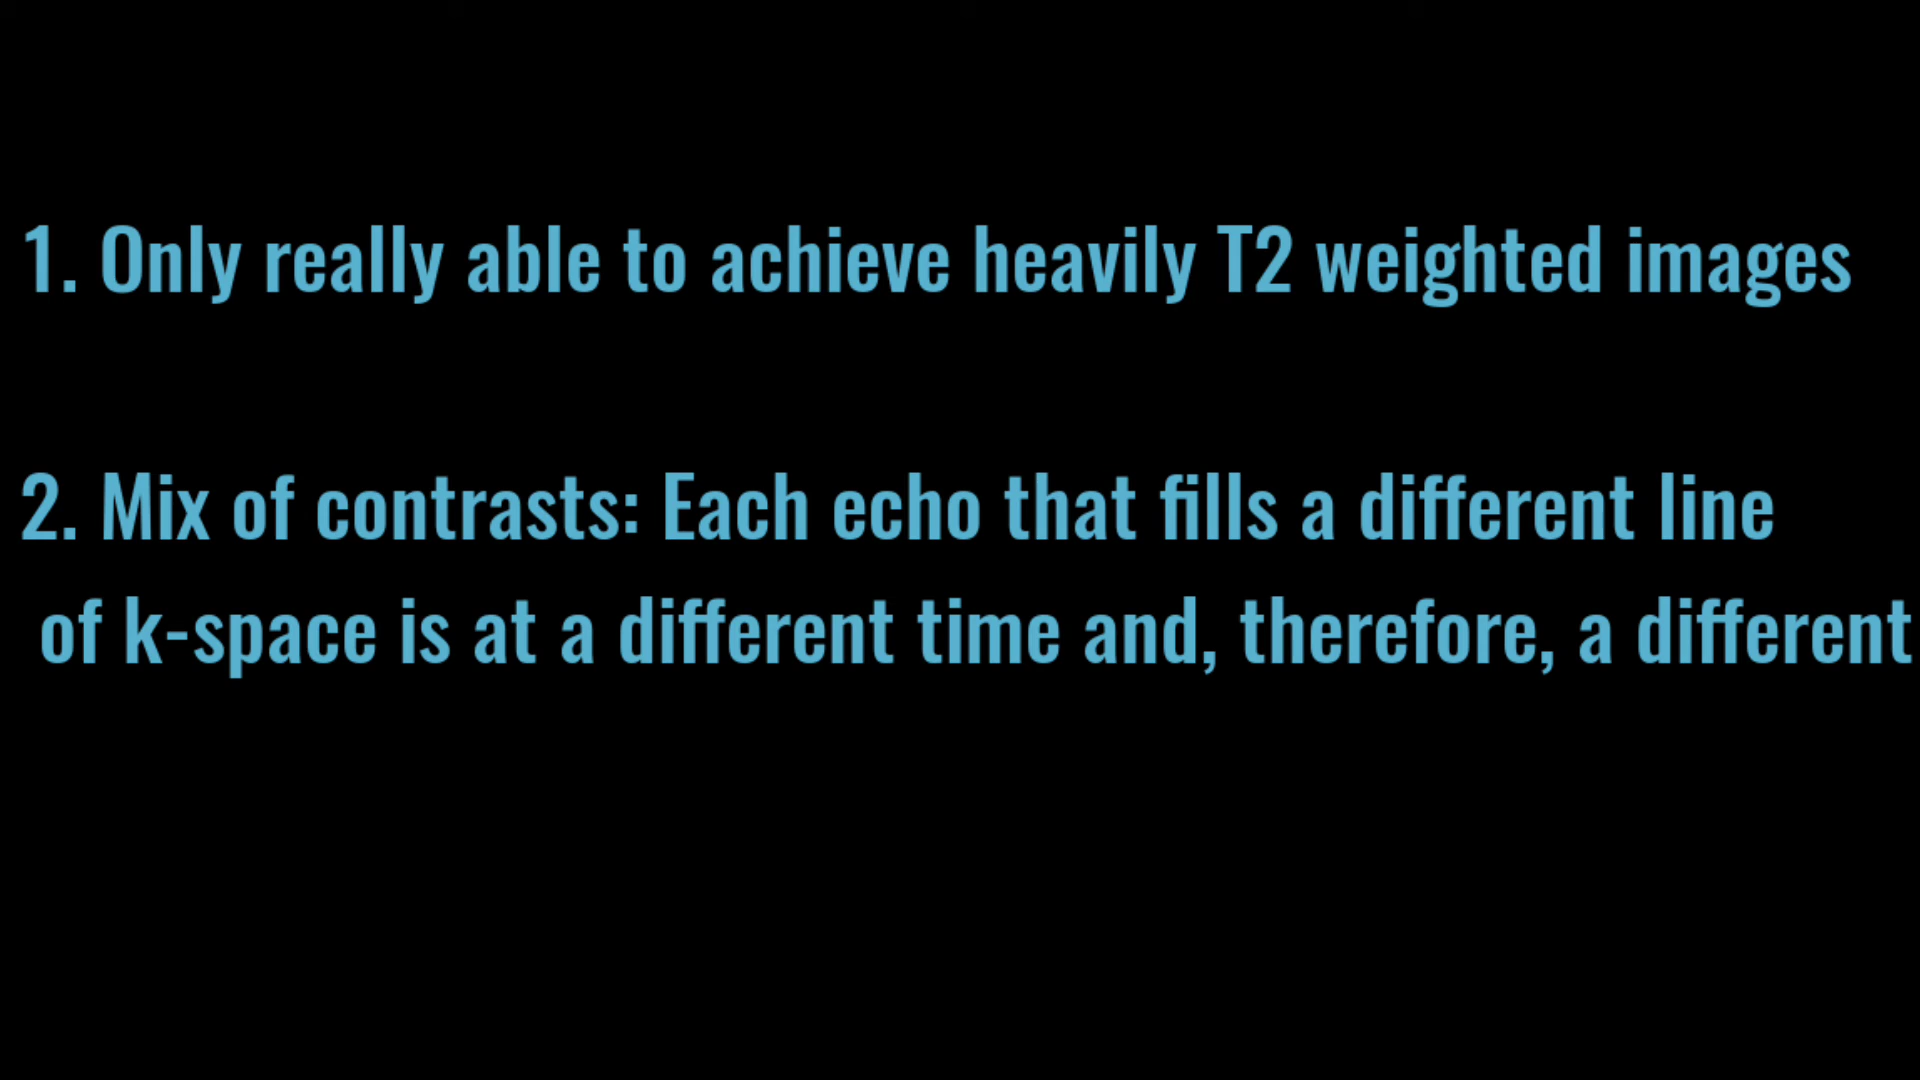 1. Only really able to achieve heavily T2 weighted images
2. Mix of contrasts: Each echo that fills a different line
of k-space is at a different time and, therefore, a different